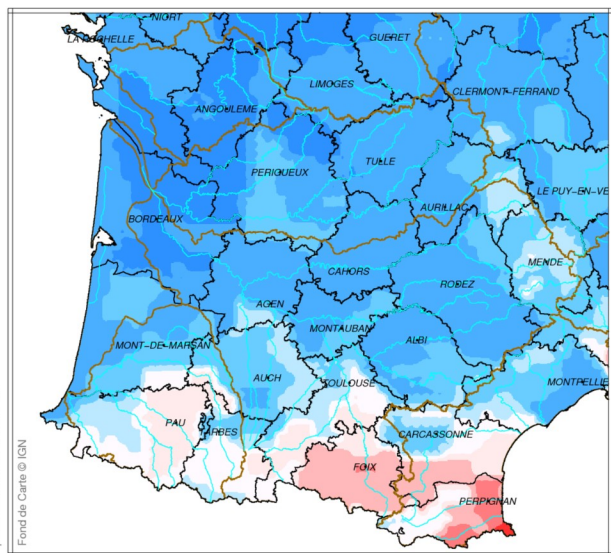 NIORT
LA ROCHELLE
GUERET
LIMOGES
CLERMONT-FERRAND
ANGOULEME
TULLE
PERIGUEUX
LE PUY-EN-VE
AURILLAC
BORDEAUX
MENDE
CAHORS
RODEZ
AGEN
MONTAUBAN
ALBI
MONT-DE-MARSAN
AUCH
TOULOUSE
MONTPELLIE
PAU
TARBES
CARCASSONNE
FOIX
PERPIGNAN
Fond de Carte © IGN